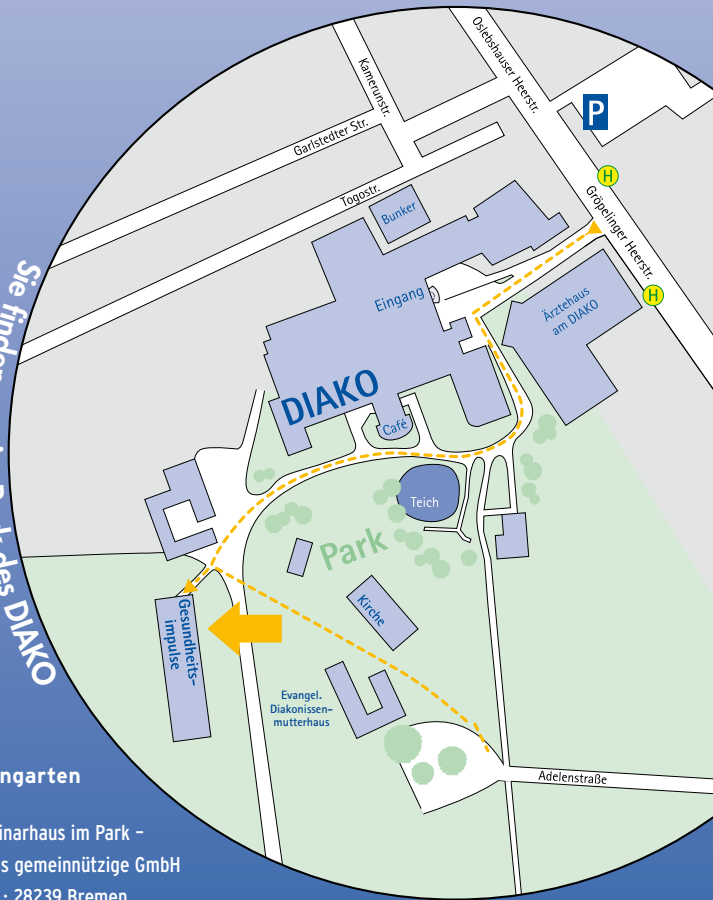 Oslebshauser Heerstr.
Kamerunstr.
P
Garlstedter Str.
H
Togostr.
Bunker
Gröpelinger Heerstr.
Eingang
H
Ärztehaus
am DIAKO
DIAKO
Café
Teich
Park
Kirche
Gesundheits-
impulse
Evangel.
Diakonissen-
mutterhaus
Adelenstraße
Sie finden
Park des DIAKO
ngarten
inarhaus im Park –
s gemeinnützige GmbH
· 28239 Bremen